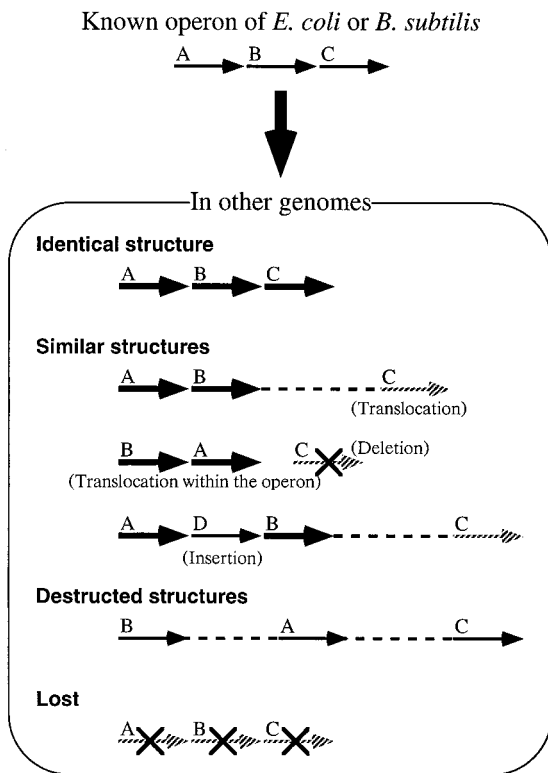 Known operon of E. coli or B. subtilis
A B C
In other genomes
Identical structure
A B C
Similar structures
A B C
(Translocation)
B A C (Deletion)
(Translocation within the operon)
A D B C
(Insertion)
Destructed structures
B A C
Lost
A B C